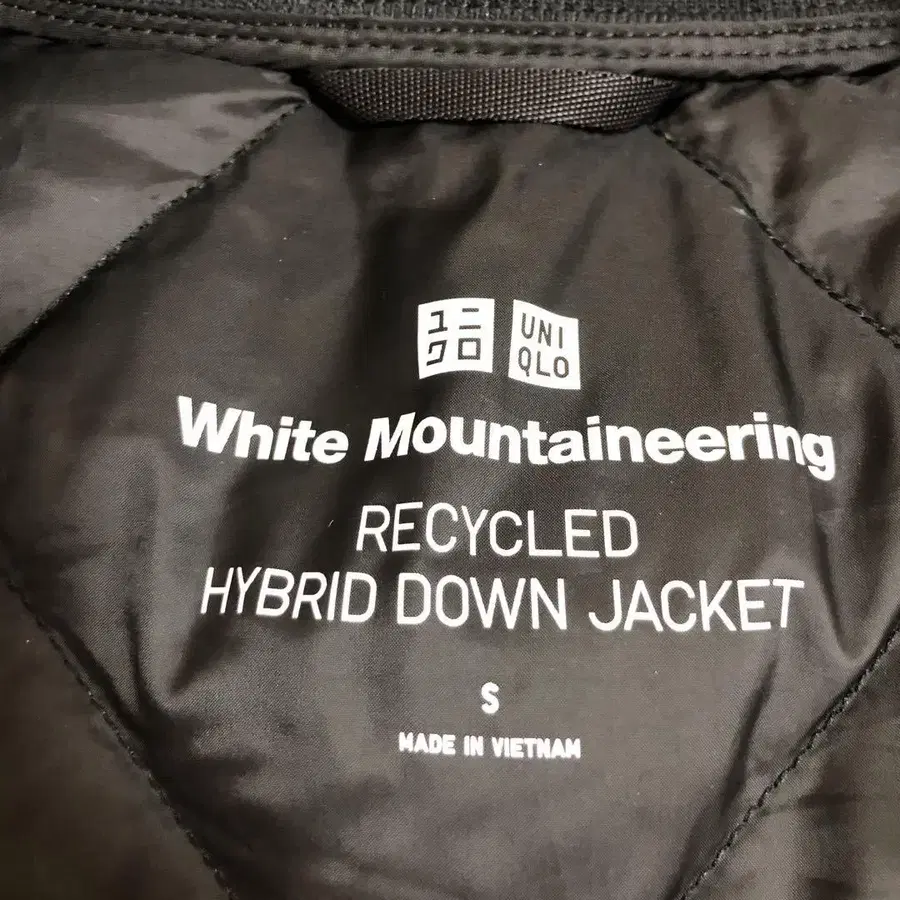 ユニ UNI
クロ QLO
White Mountaineering
RECYCLED
HYBRID DOWN JACKET
S
MADE IN VIETNAM